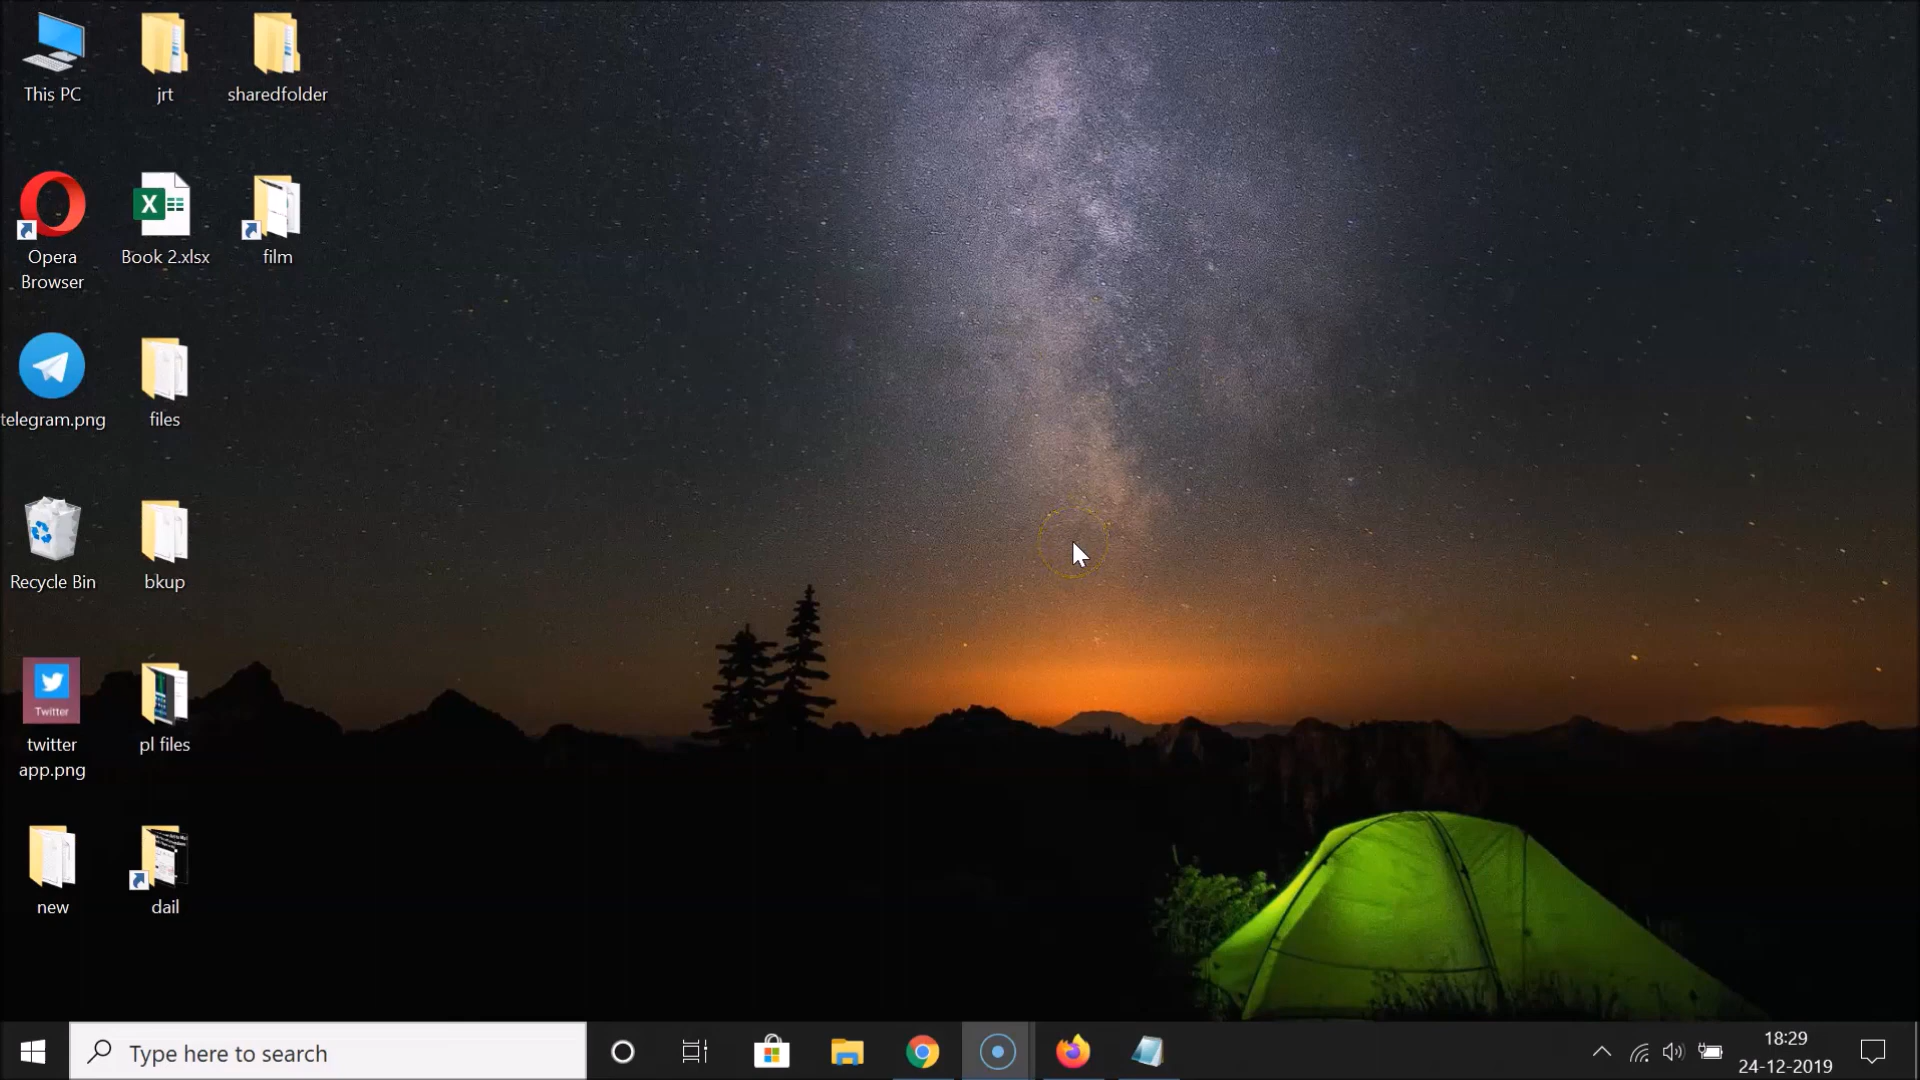 This PC
jrt
sharedfolder
Opera
Browser
Book 2.xlsx
film
telegram.png
files
Recycle Bin
bkup
Twitter
twitter
app.png
pl files
new
dail
Type here to search
18:29
24-12-2019